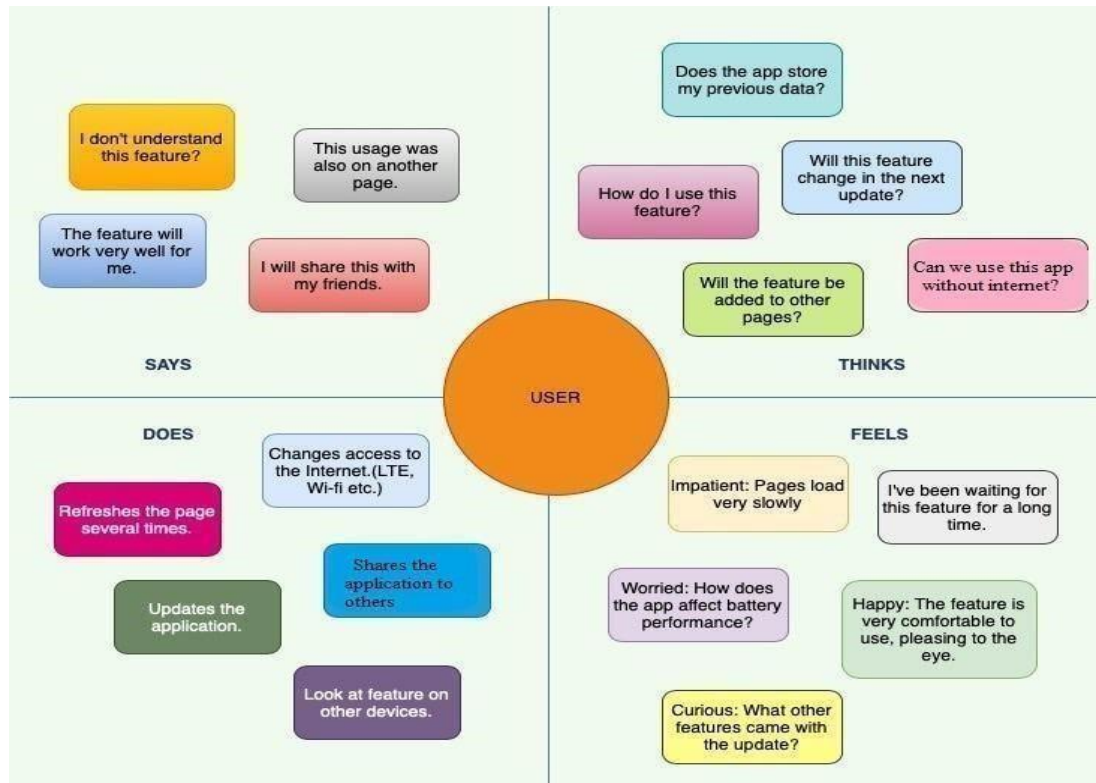 I don't understand
this feature?
This usage was
also on another
page.
The feature will
work very well for
me.
I will share this with
my friends.
SAYS
Does the app store
my previous data?
Will this feature
change in the next
update?
How do I use this
feature?
Can we use this app
without internet?
Will the feature be
added to other
pages?
THINKS
USER
DOES
Changes access to
the Internet.(LTE,
Wi-fi etc.)
Refreshes the page
several times.
Shares the
application to
others
Updates the
application.
Look at feature on
other devices.
FEELS
Impatient: Pages load
very slowly
I've been waiting for
this feature for a long
time.
Worried: How does
the app affect battery
performance?
Happy: The feature is
very comfortable to
use, pleasing to the
eye.
Curious: What other
features came with
the update?